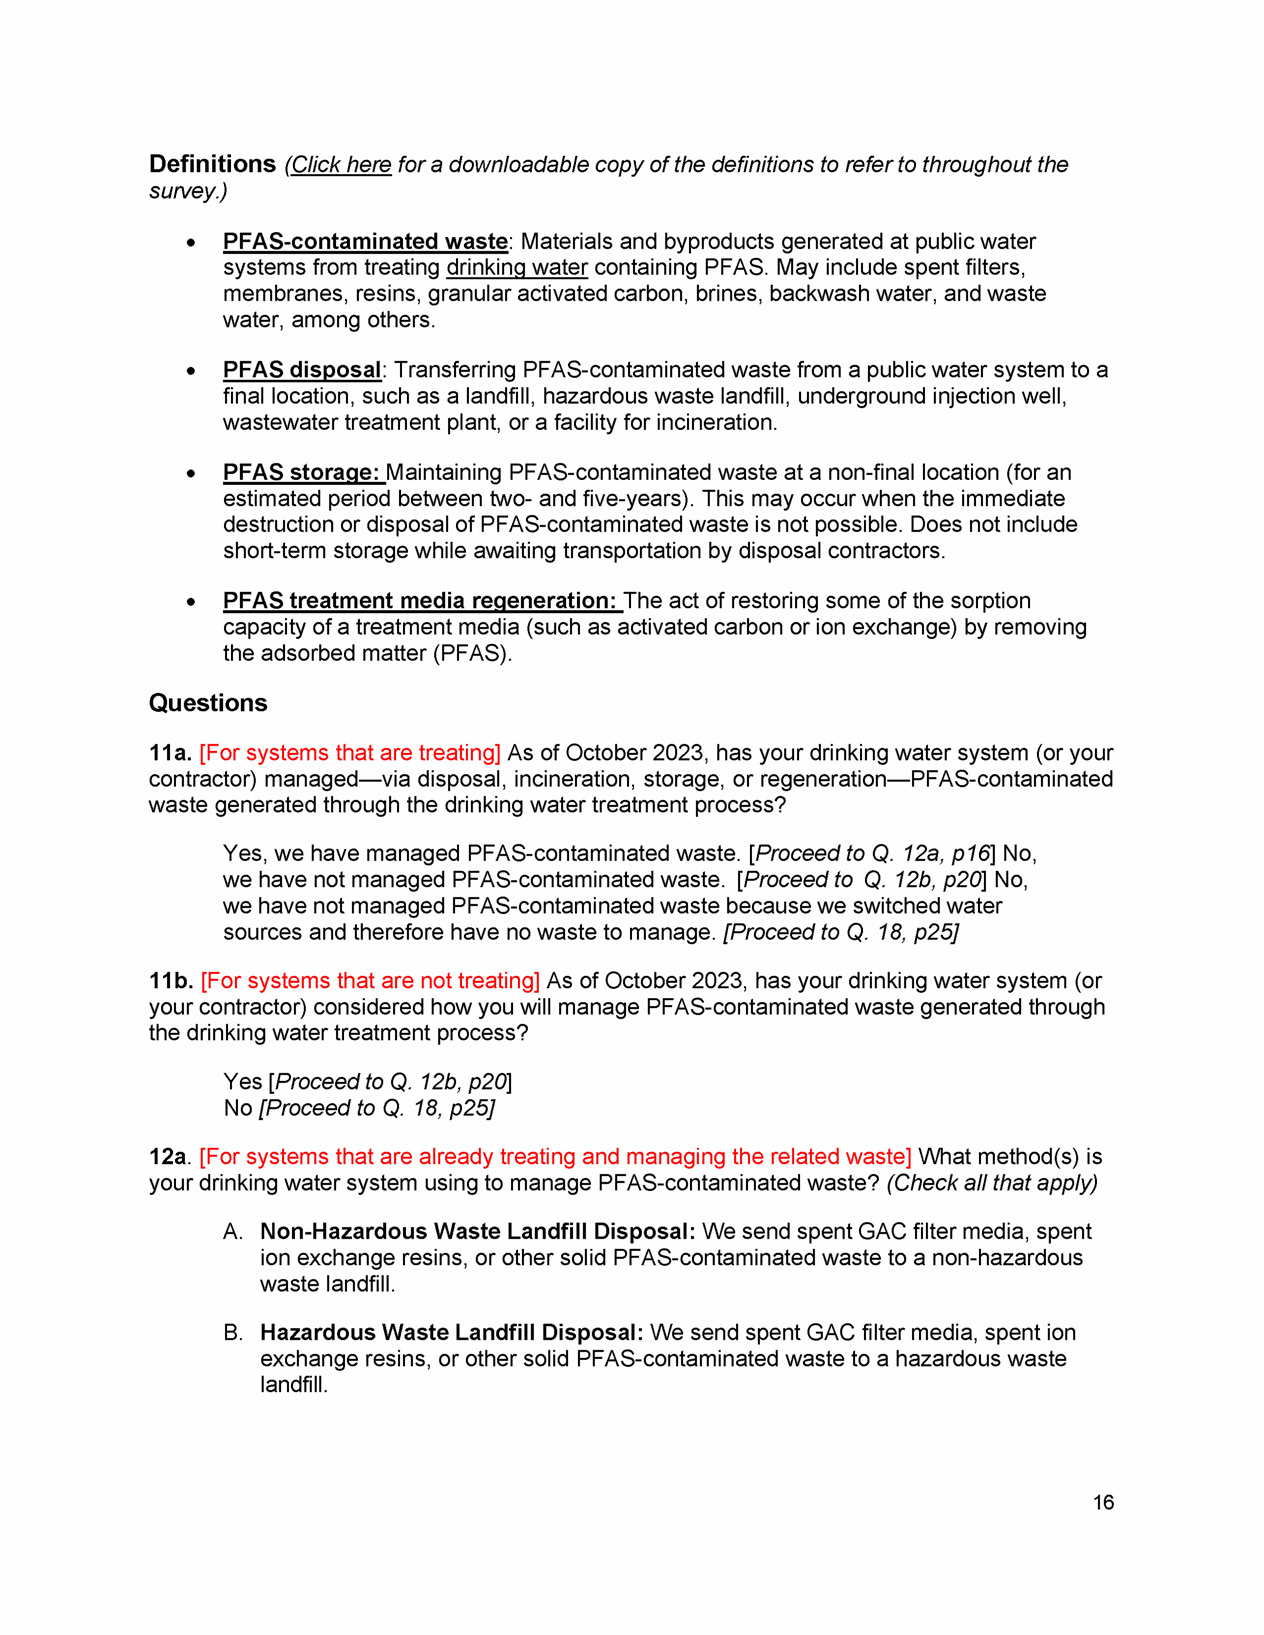 Definitions (Click here for a downloadable copy of the definitions to refer to throughout the
survey.)
• PFAS-contaminated waste: Materials and byproducts generated at public water
systems from treating drinking water containing PFAS. May include spent filters,
membranes, resins, granular activated carbon, brines, backwash water, and waste
water, among others.
• PFAS disposal: Transferring PFAS-contaminated waste from a public water system to a
final location, such as a landfill, hazardous waste landfill, underground injection well,
wastewater treatment plant, or a facility for incineration.
• PFAS storage: Maintaining PFAS-contaminated waste at a non-final location (for an
estimated period between two- and five-years). This may occur when the immediate
destruction or disposal of PFAS-contaminated waste is not possible. Does not include
short-term storage while awaiting transportation by disposal contractors.
• PFAS treatment media regeneration: The act of restoring some of the sorption
capacity of a treatment media (such as activated carbon or ion exchange) by removing
the adsorbed matter (PFAS).
Questions
11a. [For systems that are treating] As of October 2023, has your drinking water system (or your
contractor) managed—via disposal, incineration, storage, or regeneration—PFAS-contaminated
waste generated through the drinking water treatment process?
Yes, we have managed PFAS-contaminated waste. [Proceed to Q. 12a, p16] No,
we have not managed PFAS-contaminated waste. [Proceed to Q. 12b, p20] No,
we have not managed PFAS-contaminated waste because we switched water
sources and therefore have no waste to manage. [Proceed to Q. 18, p25]
11b. [For systems that are not treating] As of October 2023, has your drinking water system (or
your contractor) considered how you will manage PFAS-contaminated waste generated through
the drinking water treatment process?
Yes [Proceed to Q. 12b, p20]
No [Proceed to Q. 18, p25]
12a. [For systems that are already treating and managing the related waste] What method(s) is
your drinking water system using to manage PFAS-contaminated waste? (Check all that apply)
A. Non-Hazardous Waste Landfill Disposal: We send spent GAC filter media, spent
ion exchange resins, or other solid PFAS-contaminated waste to a non-hazardous
waste landfill.
B. Hazardous Waste Landfill Disposal: We send spent GAC filter media, spent ion
exchange resins, or other solid PFAS-contaminated waste to a hazardous waste
landfill.
16